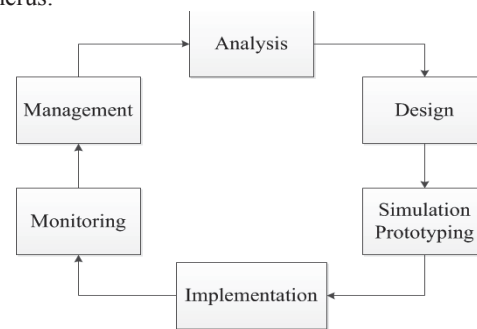 Analysis
Management
Design
Monitoring
Simulation
Prototyping
Implementation